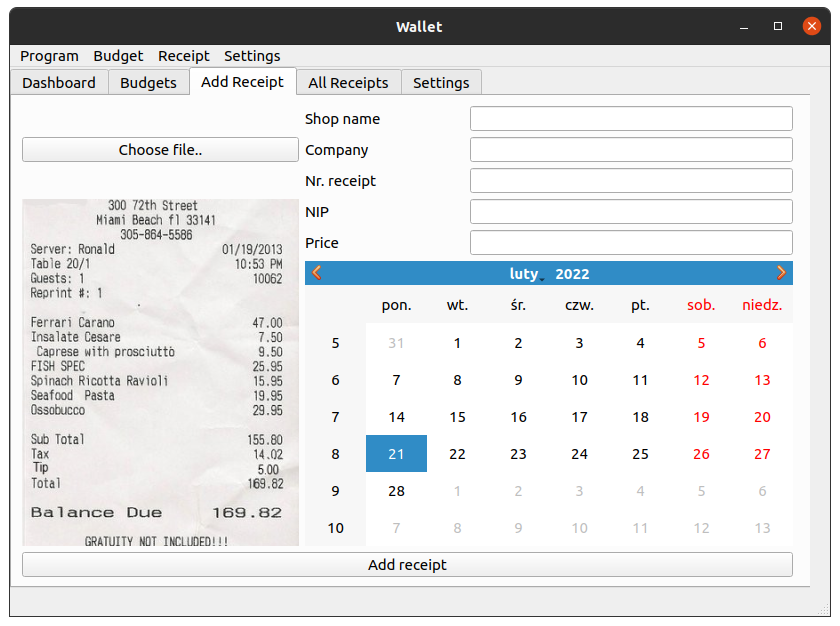 Wallet
Program Budget Receipt Settings
Dashboard Budgets Add Receipt All Receipts Settings
Choose file..
300 72th Street
Miami Beach fl 33141
305-864-5586
Server: Ronald 01/19/2013
Table 20/1 10:53 PM
Guests: 1 10062
Reprint #: 1
Ferrari Carano 47.00
Insalate Cesare 7.50
Caprese with prosciutto 9.50
FISH SPEC 25.95
Spinach Ricotta Ravioli 15.95
Seafood Pasta 19.95
Ossobucco 29.95
Sub Total 155.80
Tax 14.02
Tip 5.00
Total 169.82
Balance Due 169.82
GRATUITY NOT INCLUDED!!!
Shop name
Company
Nr. receipt
NIP
Price
luty 2022
pon. wt. śr. czw. pt. sob. niedz.
5 31 1 2 3 4 5 6
6 7 8 9 10 11 12 13
7 14 15 16 17 18 19 20
8 21 22 23 24 25 26 27
9 28 1 2 3 4 5 6
10 7 8 9 10 11 12 13
Add receipt